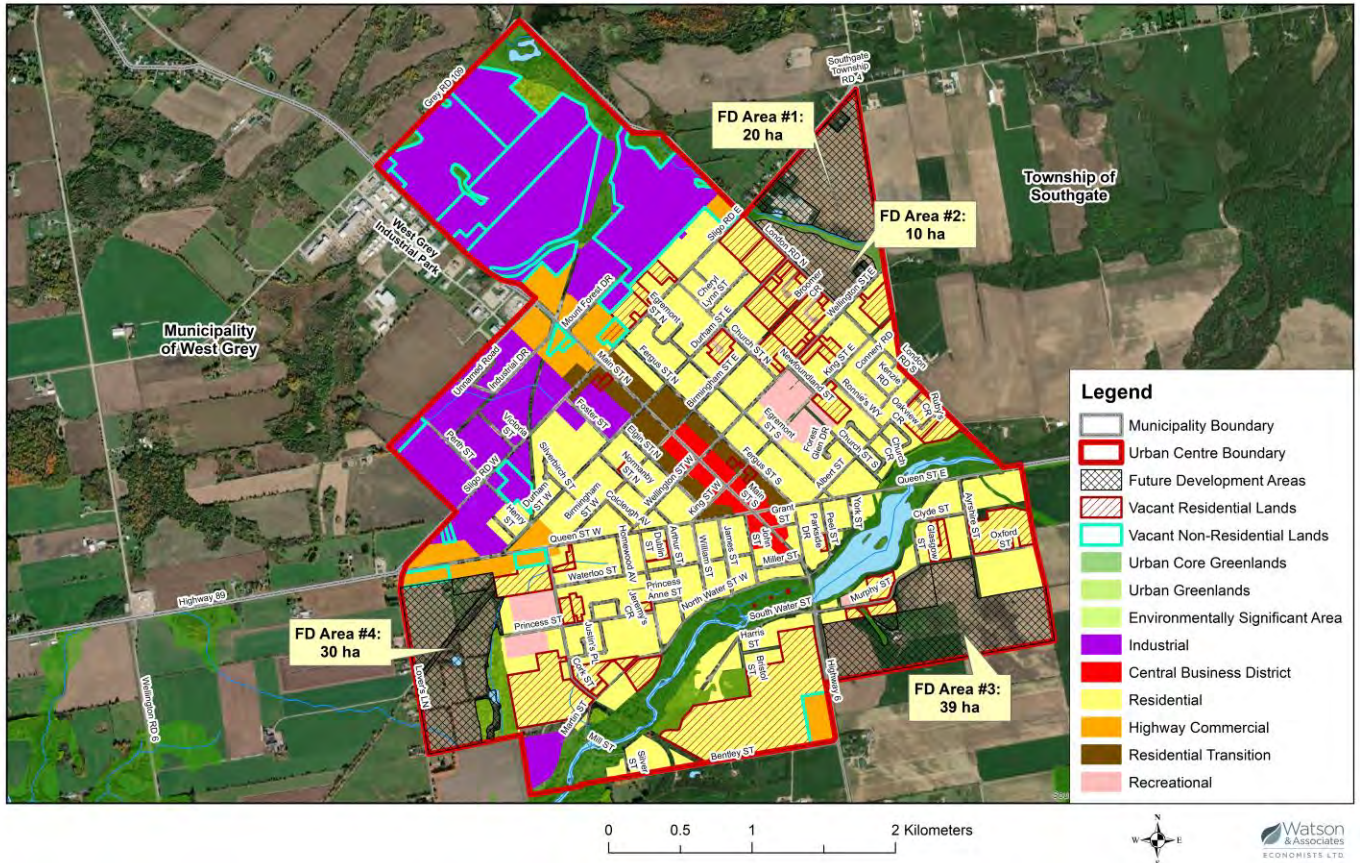 Grey RD 109
Southgate
Township
RD 4
FD Area #1:
20 ha
Township of
Southgate
FD Area #2:
10 ha
West Grey
Industrial Park
Municipality
of West Grey
Sligo RD E
London RD N
Broomer
CR
Wellington ST E
Mount Forest DR
Egremont
ST N
Cheryl
Lynn ST
Durham ST E
Church ST N
Newfoundland ST
King ST E
Connery RD
London
RD S
Kenzie
RD
Ronnie's WY
Oakview
CR
Ruby's
CR
Unnamed Road
Industrial DR
Main ST N
Fergus ST N
Birmingham ST E
Perth ST
Victoria
ST
Foster ST
Elgin ST N
Egremont
ST S
Forest
Glen DR
Church ST S
Church
CR
Sligo RD W
Silverbirch ST
Normanby
ST N
Wellington ST W
Fergus ST S
Albert ST
Durham
ST W
Henry
ST
Birmingham
ST W
Colcleugh AV
King ST W
Main
ST S
Queen ST E
Queen ST W
Homewood AV
Dublin
ST
Arthur ST
William ST
James ST
John
ST
Grant
ST
Parkside
DR
Peel ST
York ST
Clyde ST
Ayrshire ST
Glasgow
ST
Oxford
ST
Highway 89
Waterloo ST
Princess
Anne ST
Miller ST
North Water ST W
South Water ST
Murphy ST
Princess ST
Jeremy's
CR
Justin's PL
Cork ST
Harris
ST
Bristol
ST
Highway 6
FD Area #4:
30 ha
FD Area #3:
39 ha
Lover's LN
Wellington RD 6
Martin ST
Mill ST
Silver
ST
Bentley ST
Legend
Municipality Boundary
Urban Centre Boundary
Future Development Areas
Vacant Residential Lands
Vacant Non-Residential Lands
Urban Core Greenlands
Urban Greenlands
Environmentally Significant Area
Industrial
Central Business District
Residential
Highway Commercial
Residential Transition
Recreational
0 0.5 1 2 Kilometers
N
W E
Watson
& Associates
ECONOMISTS LTD.